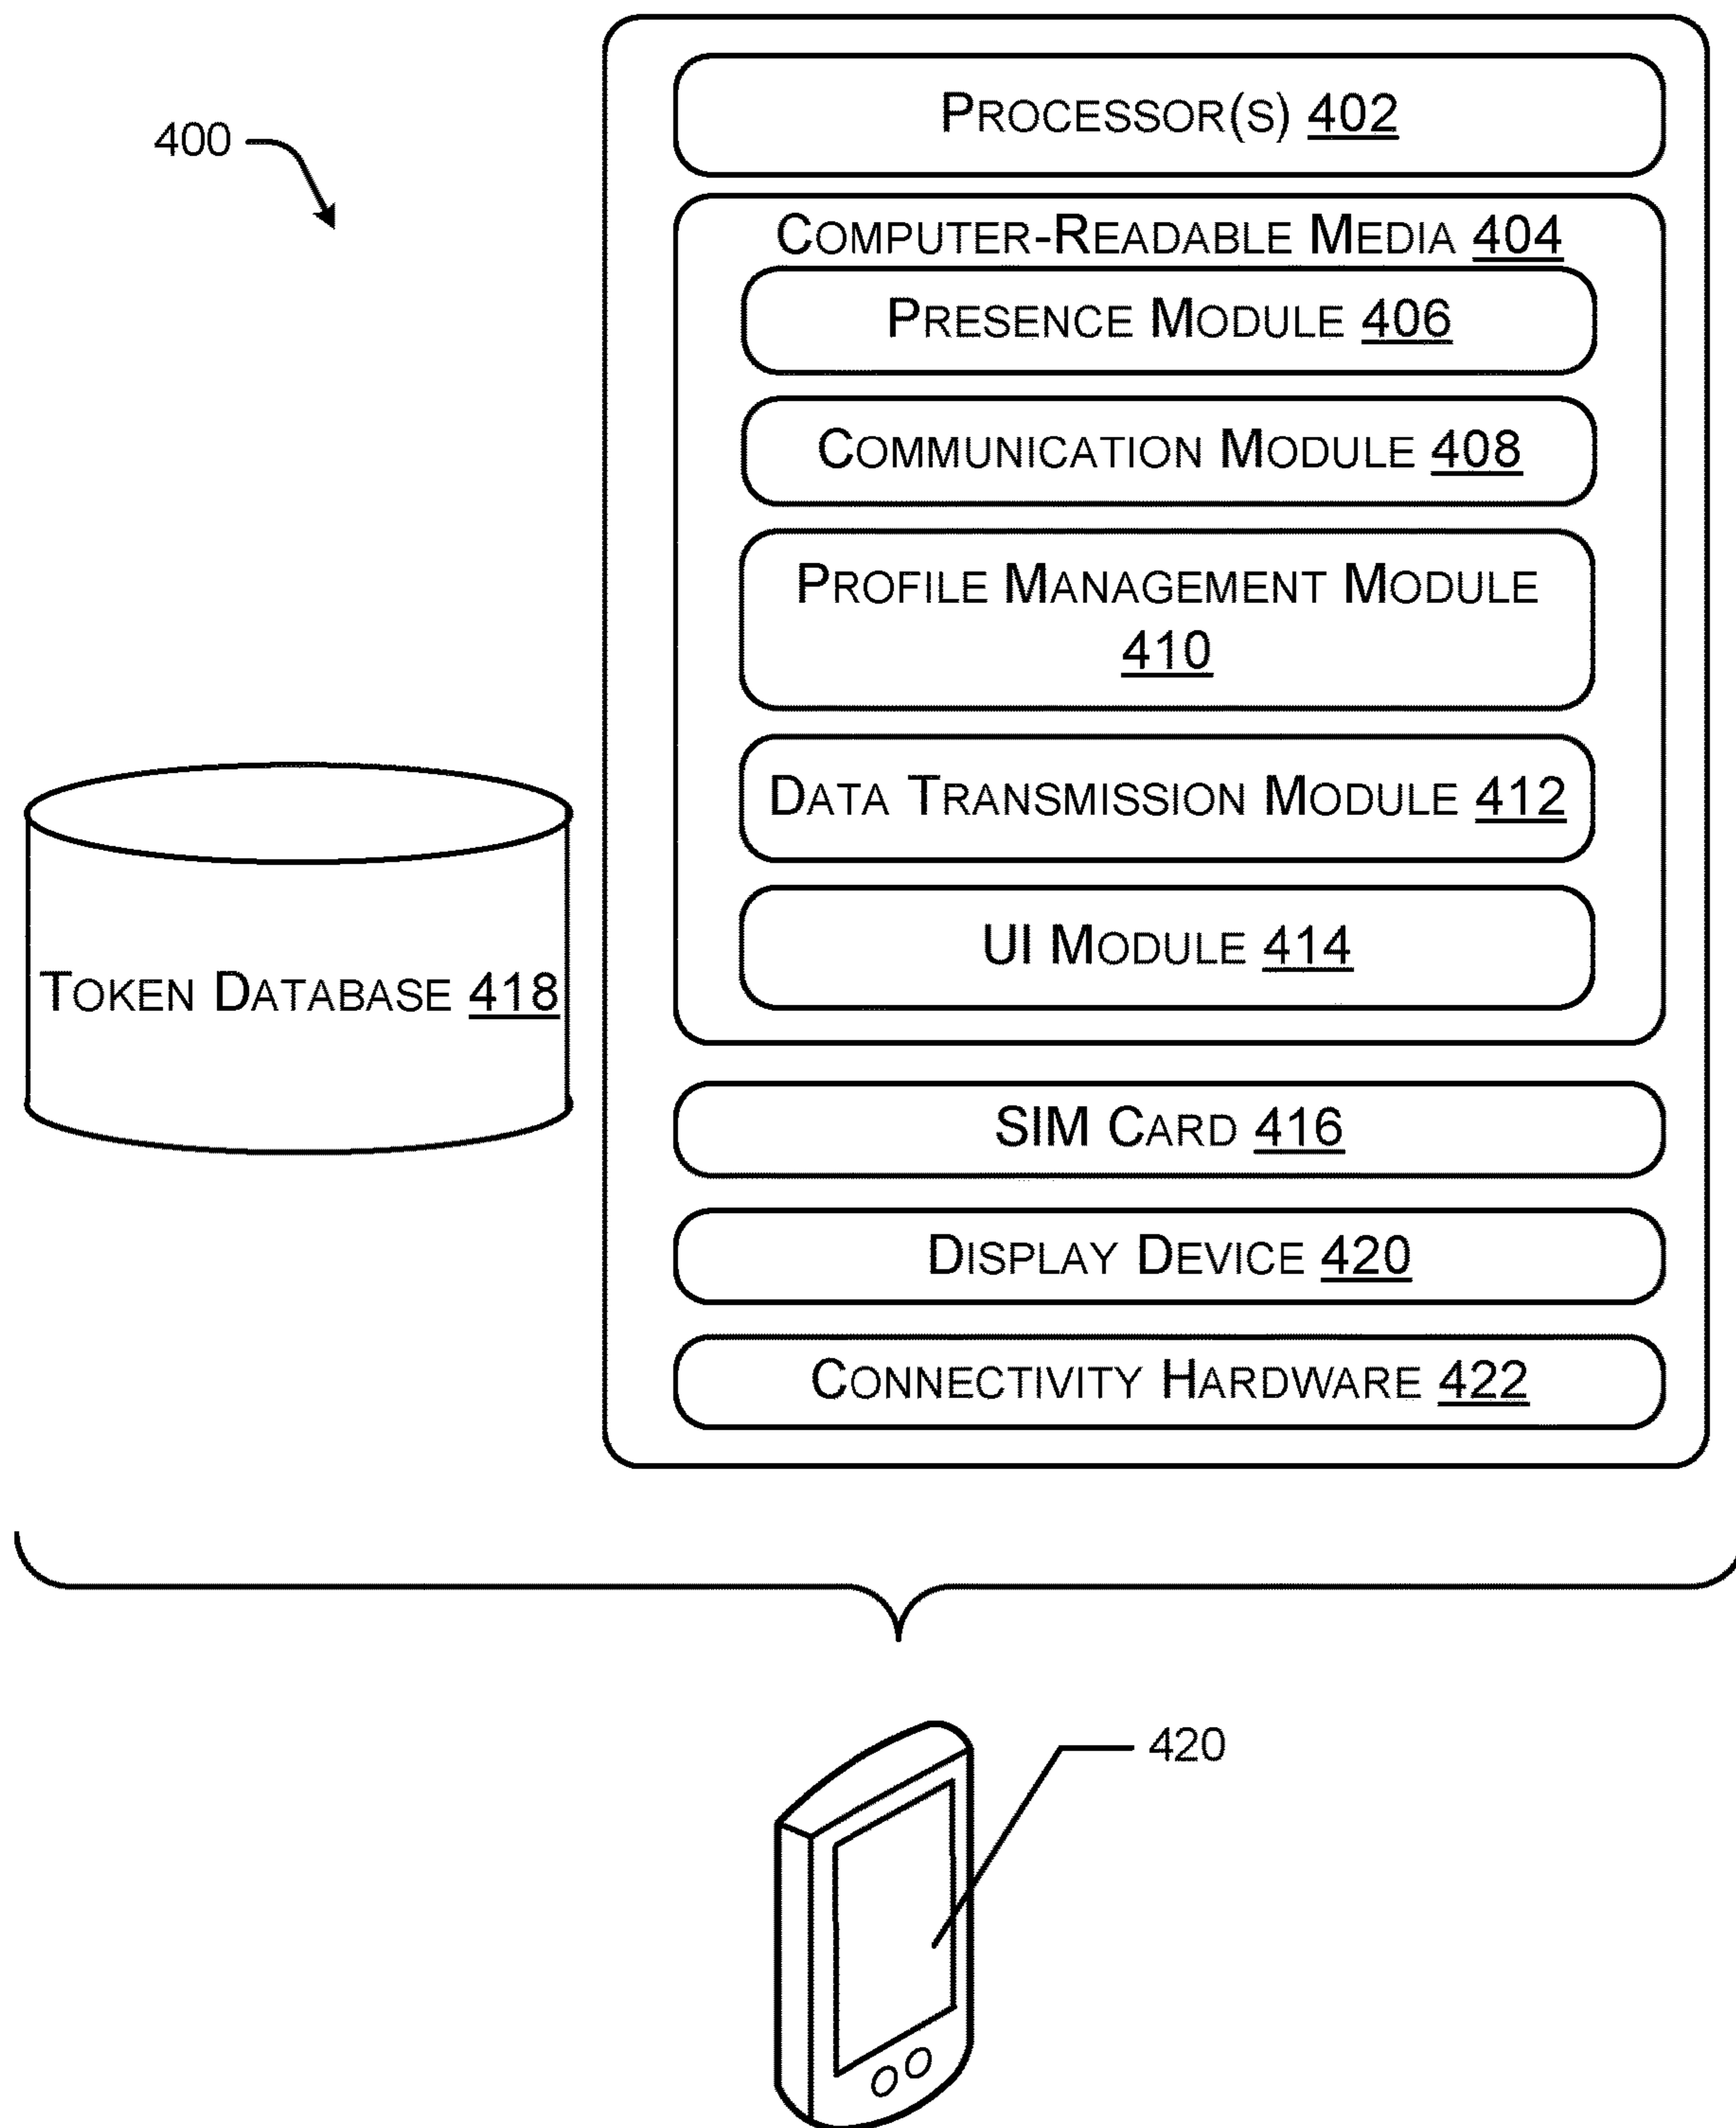 400
PROCESSOR(S) 402
COMPUTER-READABLE MEDIA 404
PRESENCE MODULE 406
COMMUNICATION MODULE 408
PROFILE MANAGEMENT MODULE
410
DATA TRANSMISSION MODULE 412
UI MODULE 414
TOKEN DATABASE 418
SIM CARD 416
DISPLAY DEVICE 420
CONNECTIVITY HARDWARE 422
420